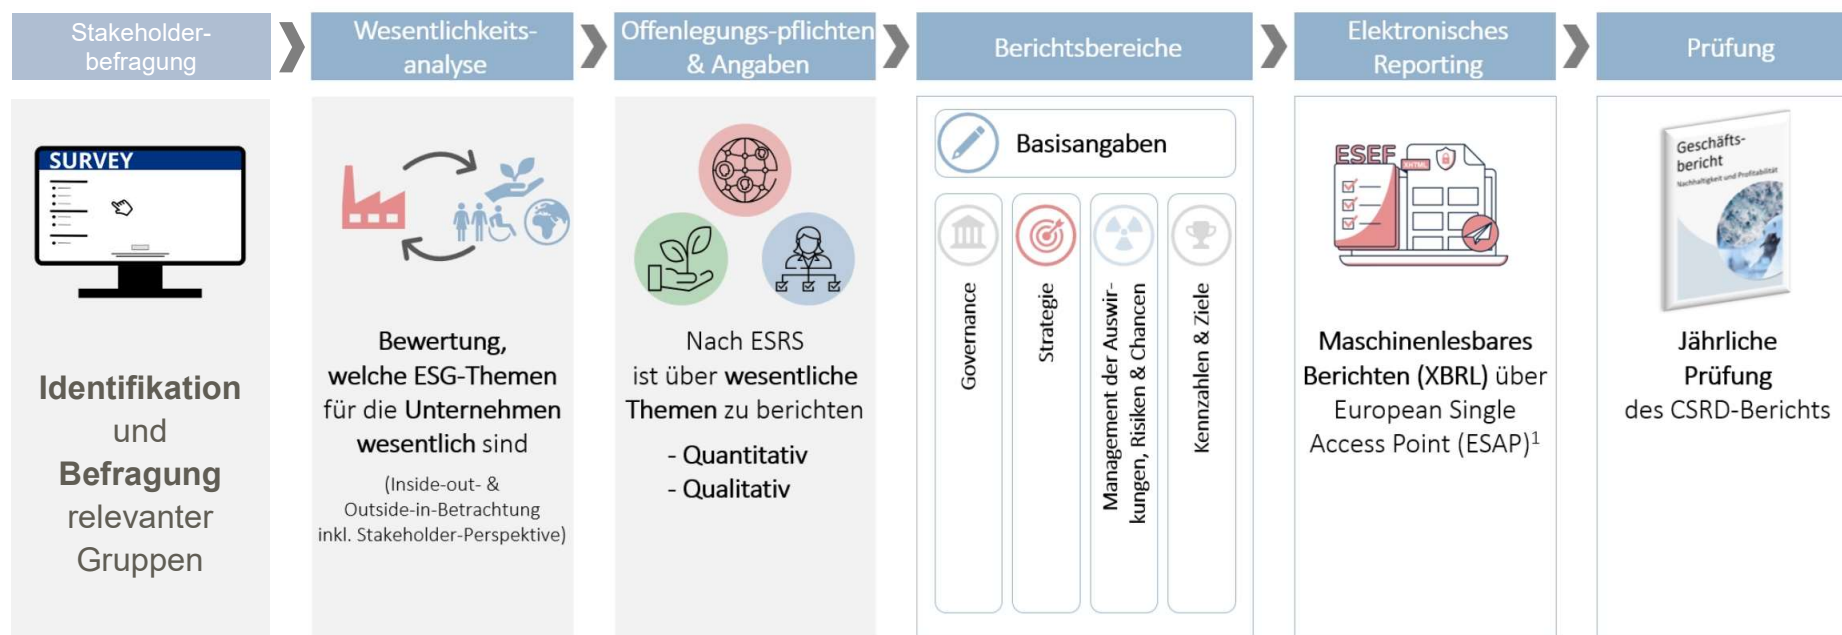 Stakeholder-
befragung
Wesentlichkeits-
analyse
Offenlegungs-pflichten
& Angaben
Berichtsbereiche
Elektronisches
Reporting
Prüfung
SURVEY
Identifikation
und
Befragung
relevanter
Gruppen
Bewertung,
welche ESG-Themen
für die Unternehmen
wesentlich sind
(Inside-out- &
Outside-in-Betrachtung
inkl. Stakeholder-Perspektive)
Nach ESRS
ist über wesentliche
Themen zu berichten
- Quantitativ
- Qualitativ
Basisangaben
Governance
Strategie
Management der Auswir-
kungen, Risiken & Chancen
Kennzahlen & Ziele
ESEF
XHTML
Maschinenlesbares
Berichten (XBRL) über
European Single
Access Point (ESAP)¹
Geschäfts-
bericht
Nachhaltigkeit und Profitabilität
Jährliche
Prüfung
des CSRD-Berichts